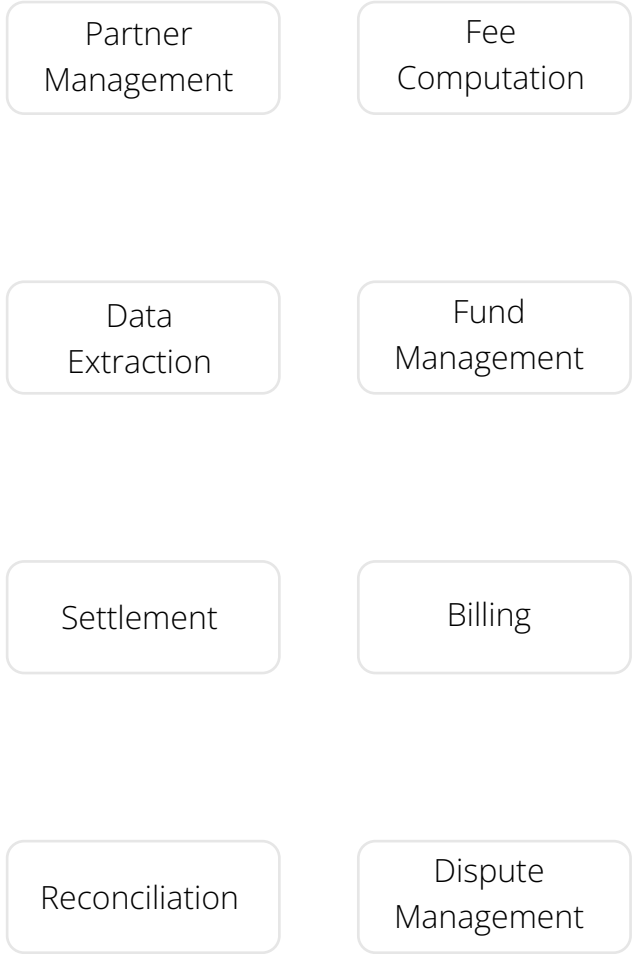 Partner
Management
Fee
Computation
Data
Extraction
Fund
Management
Settlement
Billing
Reconciliation
Dispute
Management